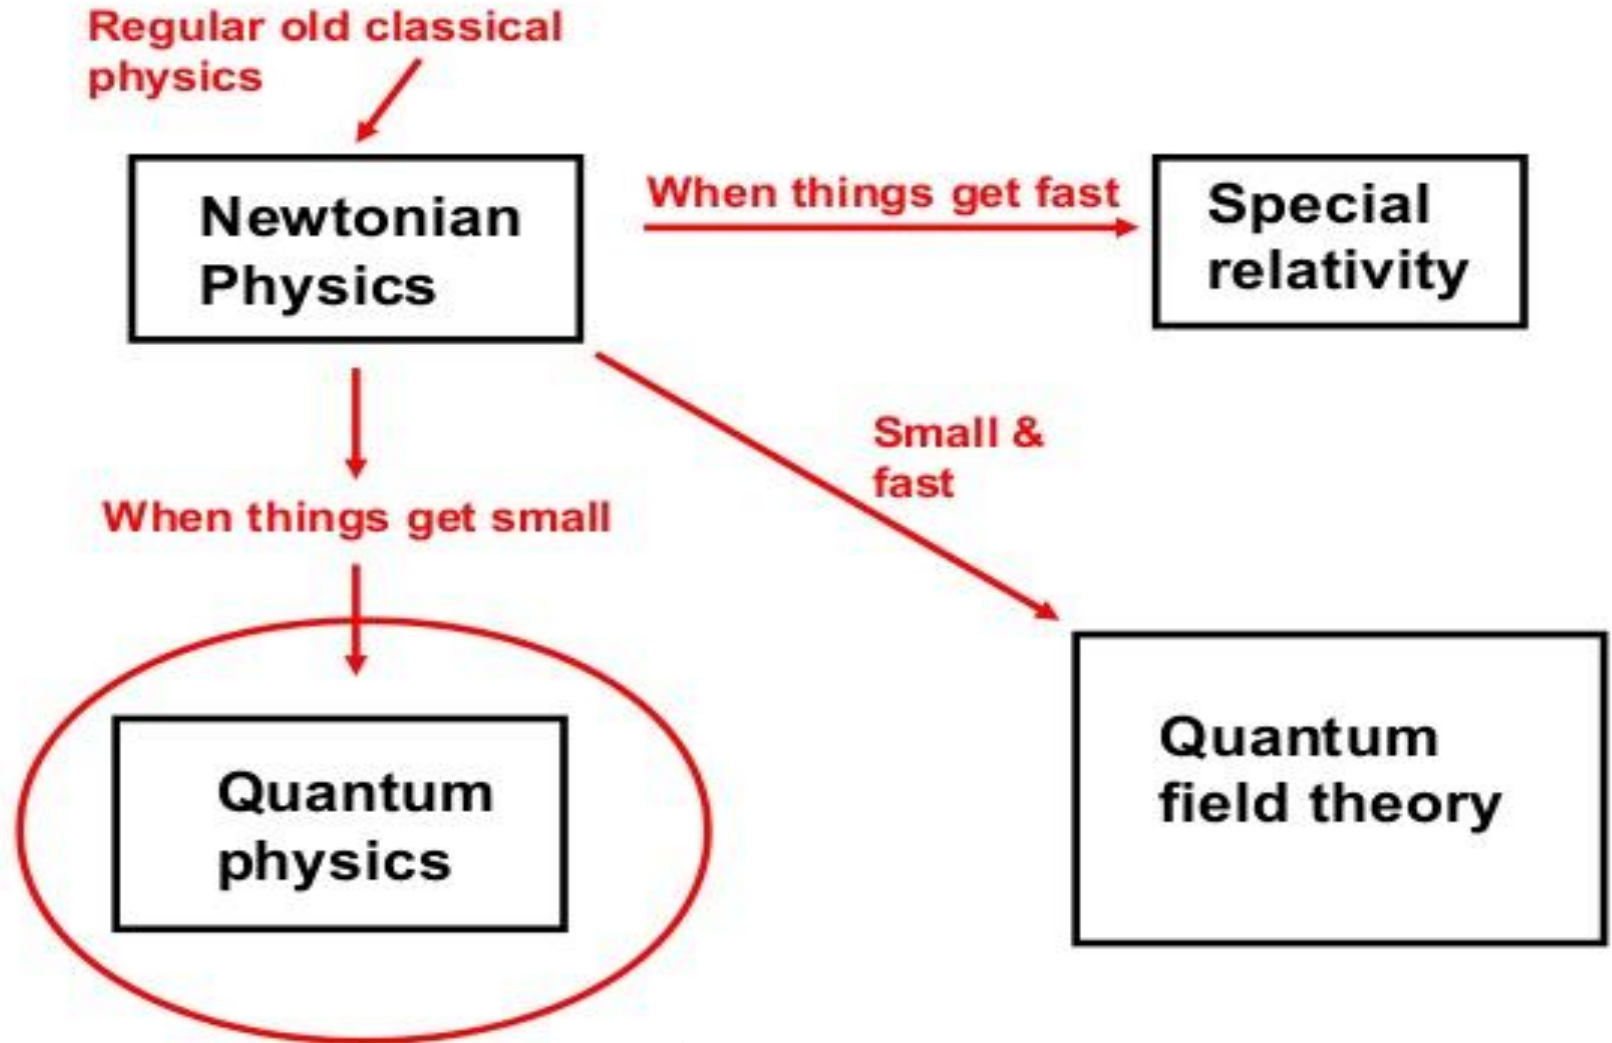 Regular old classical
physics
Newtonian
Physics
When things get fast
Special
relativity
Small &
fast
When things get small
Quantum
physics
Quantum
field theory